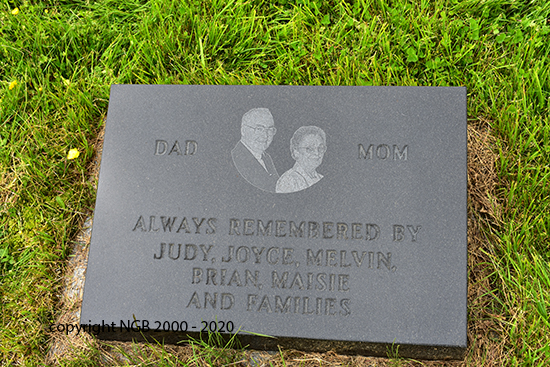 DAD MOM
ALWAYS REMEMBERED BY
JUDY, JOYCE, MELVIN,
BRIAN, MAISIE
AND FAMILIES
copyright NGB 2000 - 2020